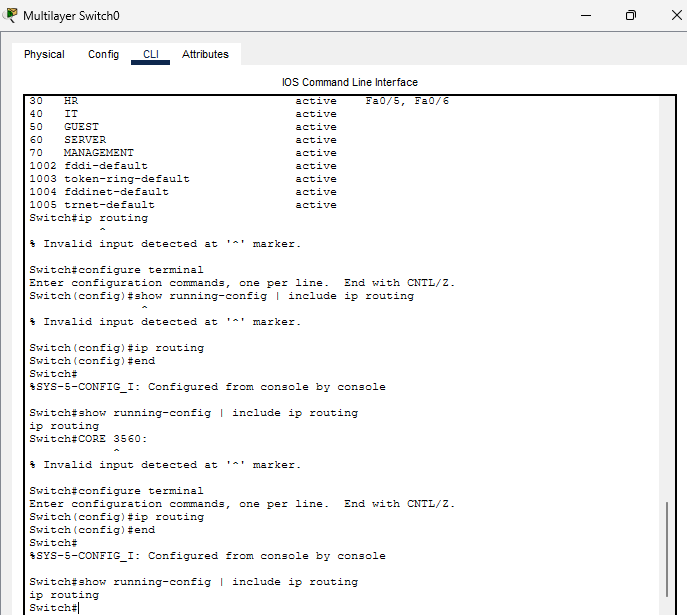 Multilayer Switch0
Physical Config CLI Attributes
IOS Command Line Interface
30 HR active Fa0/5, Fa0/6
40 IT active
50 GUEST active
60 SERVER active
70 MANAGEMENT active
1002 fddi-default active
1003 token-ring-default active
1004 fddinet-default active
1005 trnet-default active
Switch#ip routing
^
% Invalid input detected at '^' marker.
Switch#configure terminal
Enter configuration commands, one per line. End with CNTL/Z.
Switch(config)#show running-config | include ip routing
^
% Invalid input detected at '^' marker.
Switch(config)#ip routing
Switch(config)#end
Switch#
%SYS-5-CONFIG_I: Configured from console by console
Switch#show running-config | include ip routing
ip routing
Switch#CORE 3560:
^
% Invalid input detected at '^' marker.
Switch#configure terminal
Enter configuration commands, one per line. End with CNTL/Z.
Switch(config)#ip routing
Switch(config)#end
Switch#
%SYS-5-CONFIG_I: Configured from console by console
Switch#show running-config | include ip routing
ip routing
Switch#